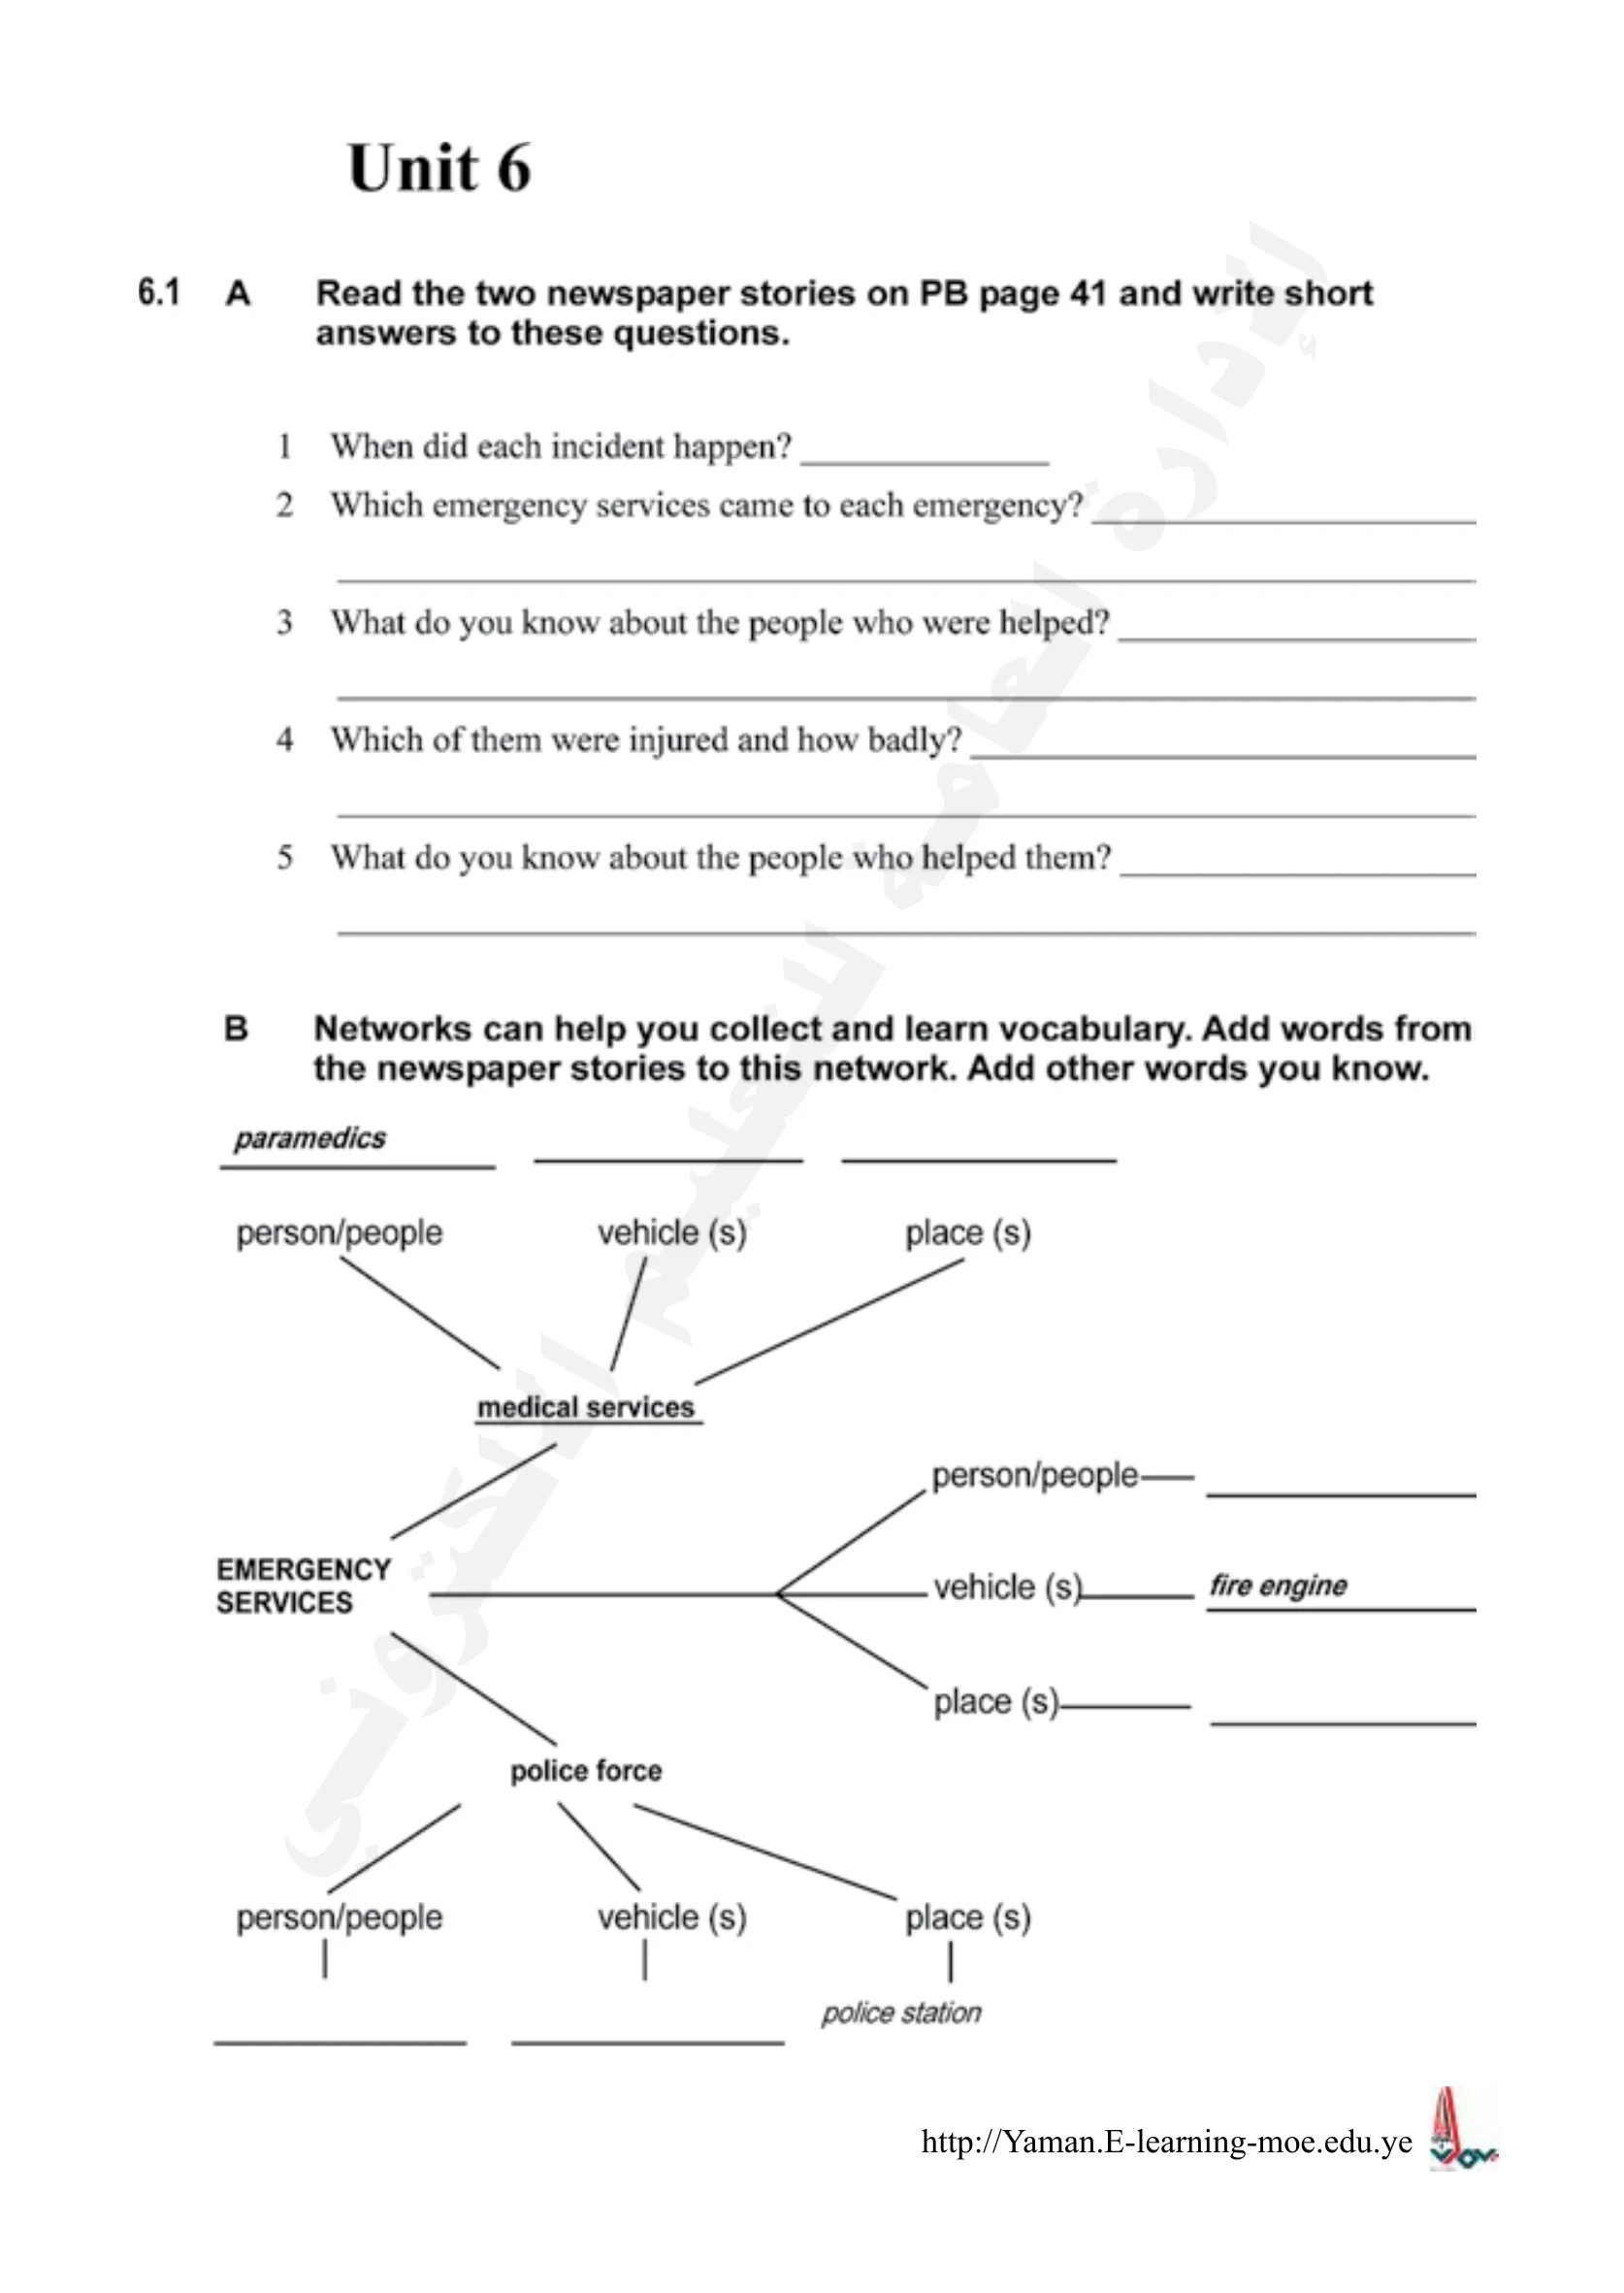 Unit 6
6.1 A Read the two newspaper stories on PB page 41 and write short
answers to these questions.
1 When did each incident happen?
2 Which emergency services came to each emergency?
3 What do you know about the people who were helped?
4 Which of them were injured and how badly?
5 What do you know about the people who helped them?
B Networks can help you collect and learn vocabulary. Add words from
the newspaper stories to this network. Add other words you know.
paramedics
person/people vehicle (s) place (s)
medical services
person/people
EMERGENCY
SERVICES
vehicle (s) fire engine
place (s)
police force
person/people vehicle (s) place (s)
police station
http://Yaman.E-learning-moe.edu.ye
الإدارة العامة للتعليم الإلكتروني